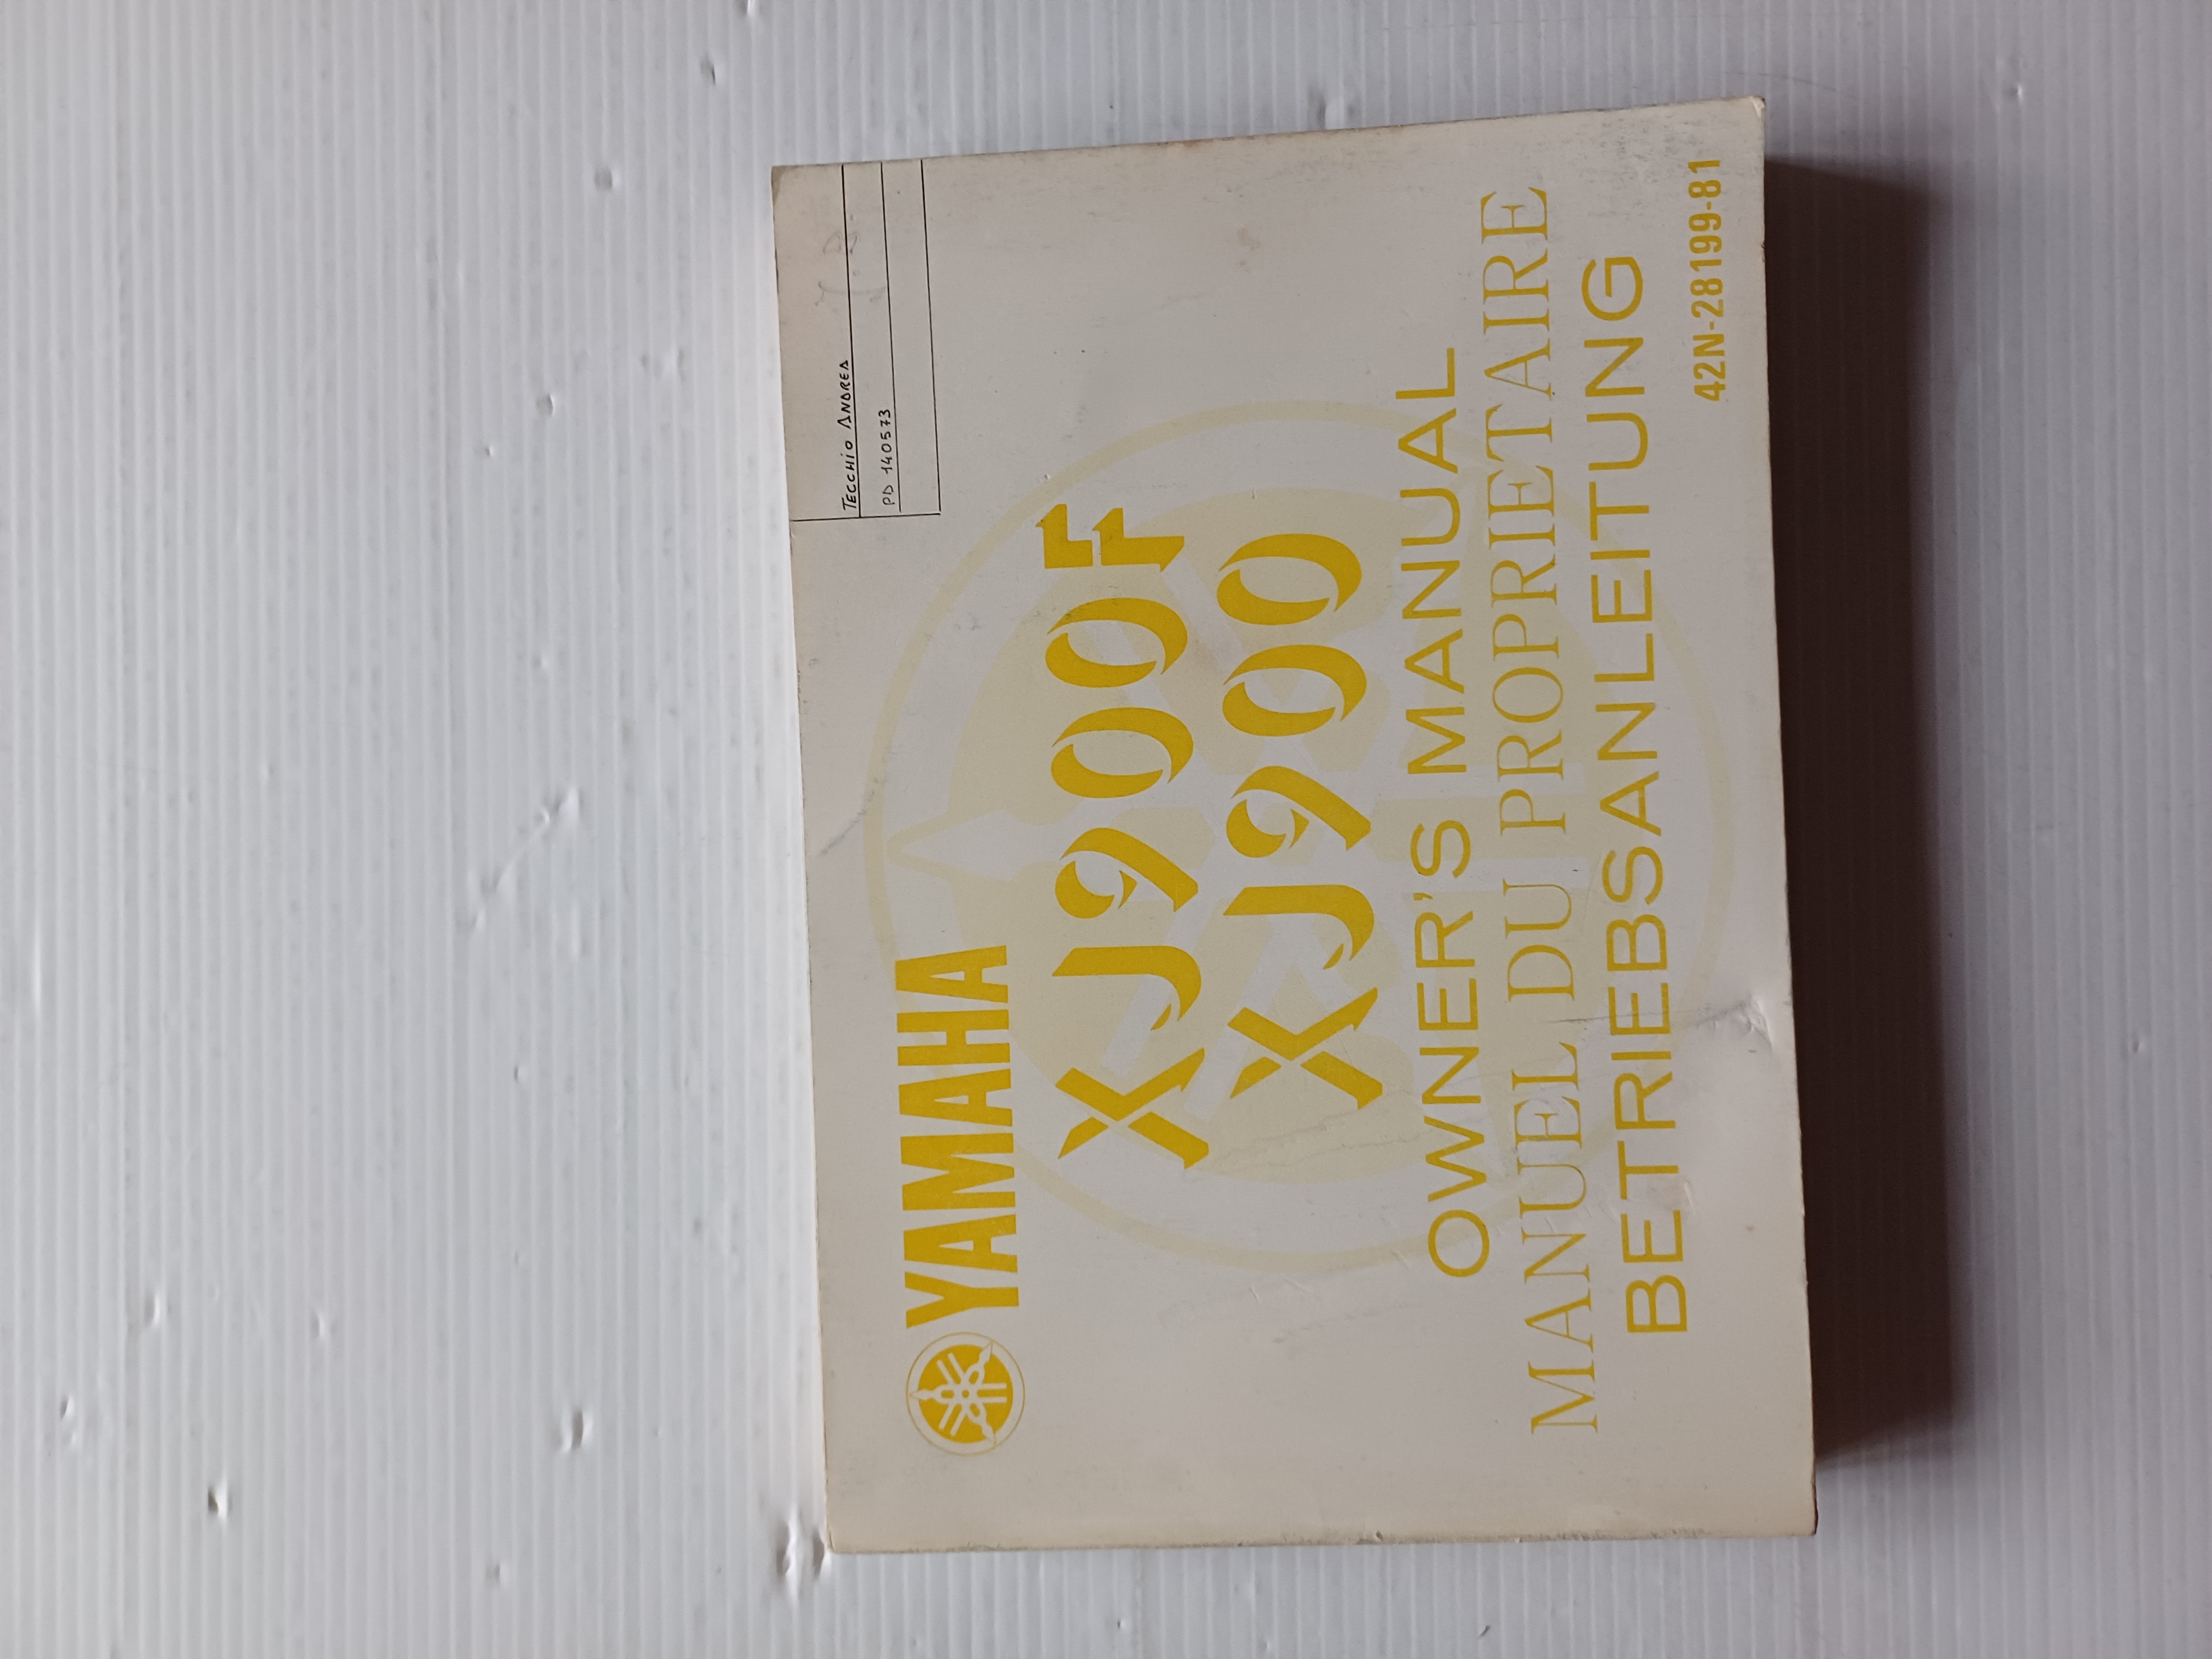 TECCHIO ANDREA
PD 140573
YAMAHA
XJ900F
XJ900
OWNER'S MANUAL
MANUEL DU PROPRIETAIRE
BETRIEBSANLEITUNG
42N-28199-81